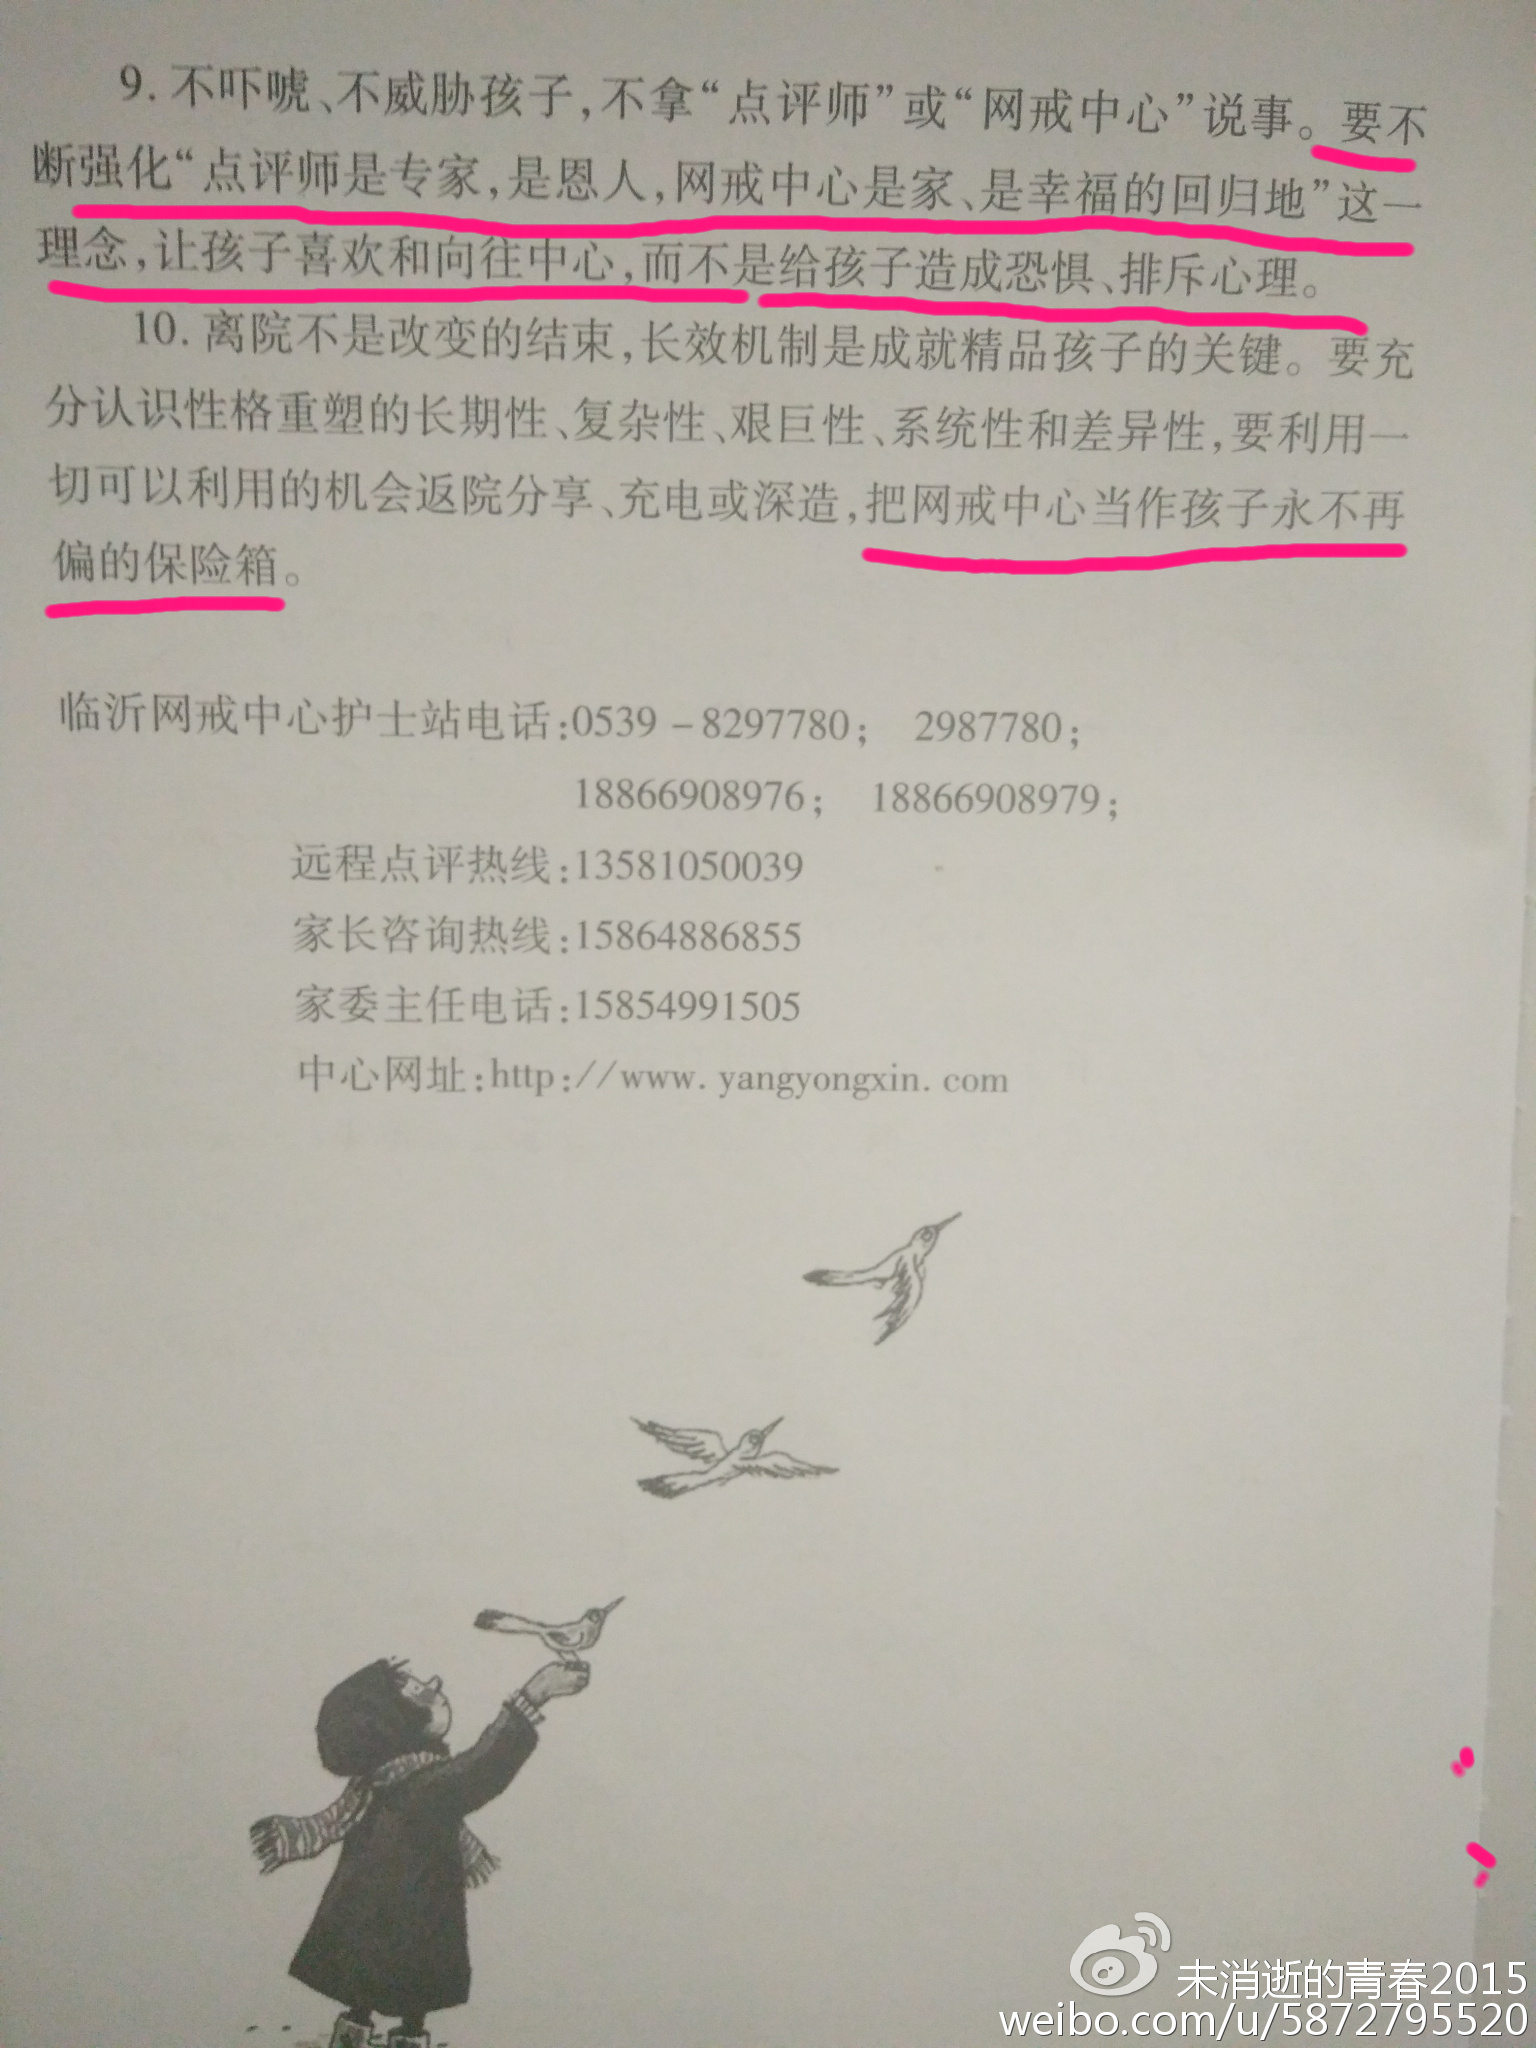 9. 不吓唬、不威胁孩子，不拿“点评师”或“网戒中心”说事。要不
断强化“点评师是专家，是恩人，网戒中心是家、是幸福的回归地”这一
理念，让孩子喜欢和向往中心，而不是给孩子造成恐惧、排斥心理。
10. 离院不是改变的结束，长效机制是成就精品孩子的关键。要充
分认识性格重塑的长期性、复杂性、艰巨性、系统性和差异性，要利用一
切可以利用的机会返院分享、充电或深造，把网戒中心当作孩子永不再
偏的保险箱。
临沂网戒中心护士站电话：0539－8297780； 2987780；
18866908976； 18866908979；
远程点评热线：13581050039
家长咨询热线：15864886855
家委主任电话：15854991505
中心网址：http：//www. yangyongxin. com
未消逝的青春2015
weibo.com/u/5872795520